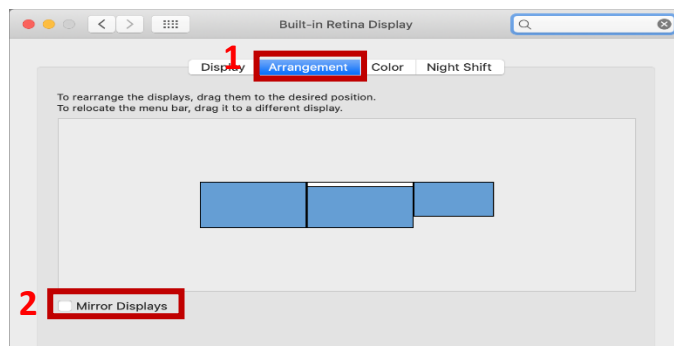 Built-in Retina Display
1
Display Arrangement Color Night Shift
To rearrange the displays, drag them to the desired position.
To relocate the menu bar, drag it to a different display.
2 Mirror Displays